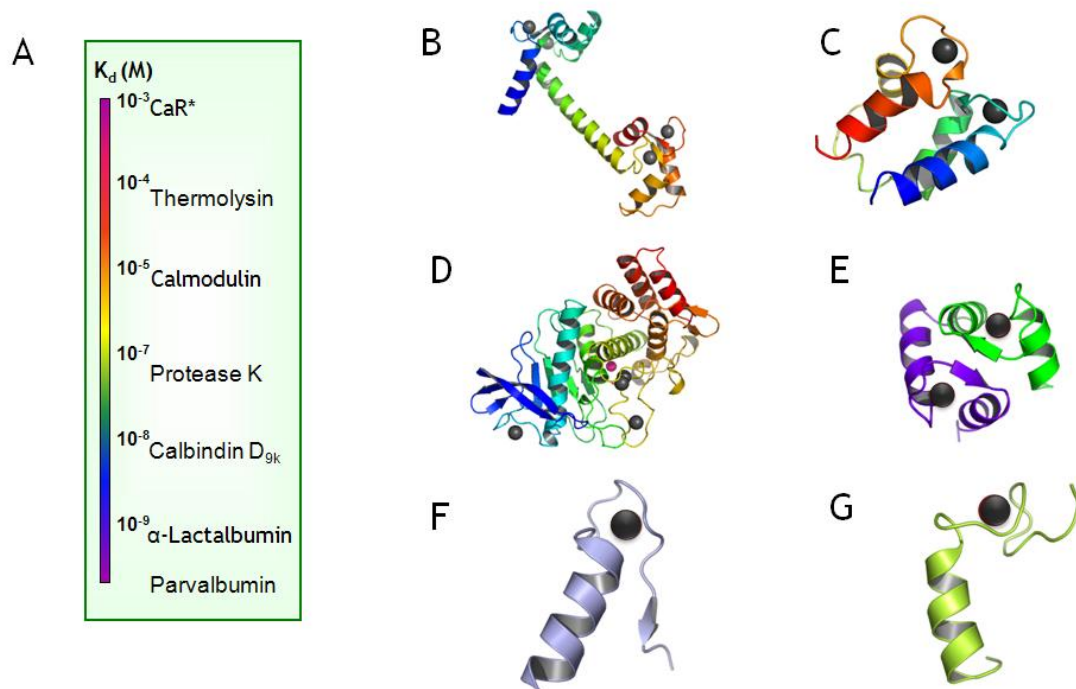 A
K_d (M)
10⁻³ CaR*
10⁻⁴
Thermolysin
10⁻⁵
Calmodulin
10⁻⁷
Protease K
10⁻⁸
Calbindin D₉ₖ
10⁻⁹
α-Lactalbumin
Parvalbumin
B
C
D
E
F
G